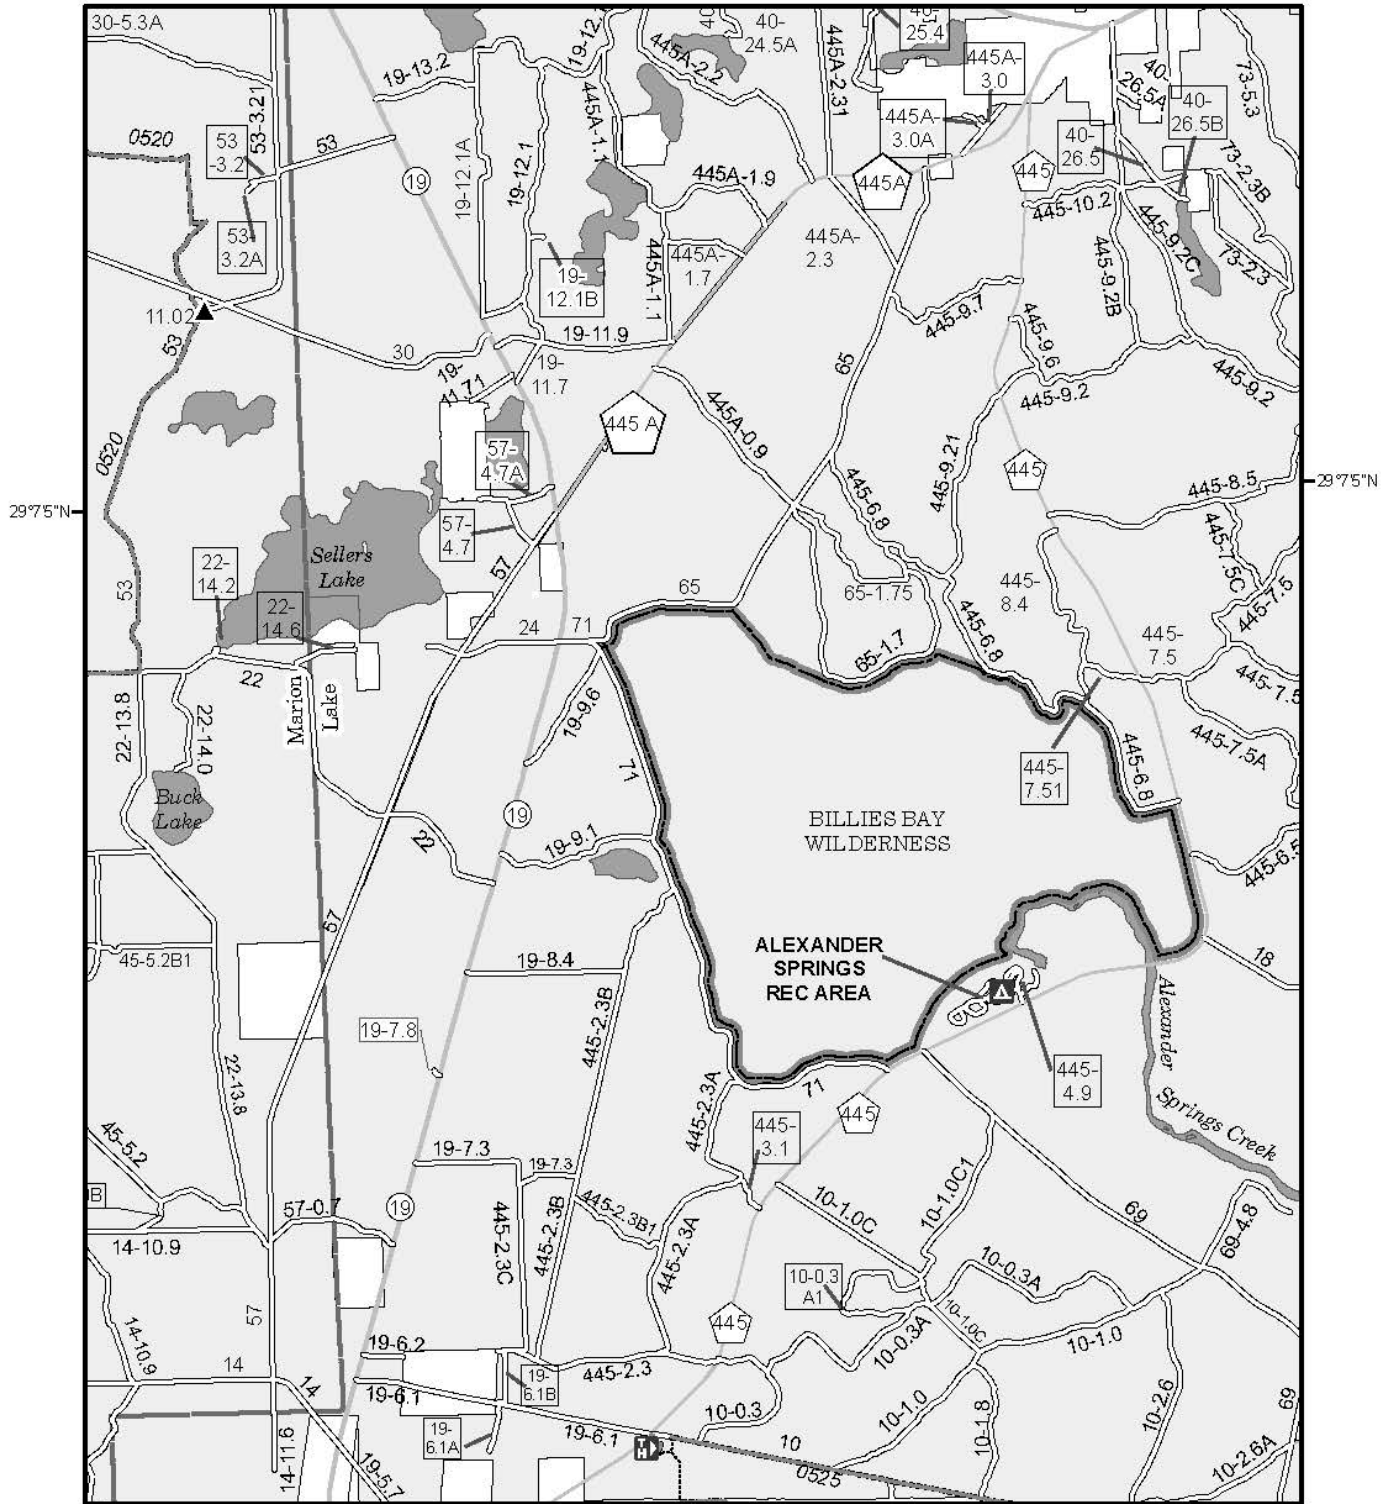 30-5.3A
40-
24.5A
40-
25.4
445A-2.2
445A-2.31
445A-
3.0
40-
26.5A
73-5.3
19-13.2
19-12.1
53-3.21
0520
53
-3.2
53
19
19-12.1A
19-12.1
445A-1.1
445A-
3.0A
40-
26.5B
40-
26.5
445A-1.9
445A
445
445-10.2
73-2.3B
53-
3.2A
19-
12.1B
445A-1.1
445A-
1.7
445A-
2.3
445-9.2B
445-9.2C
73-2.3
11.02
53
30
19-11.9
445-9.7
445-9.6
19-
11.71
19-
11.7
65
445-9.2
445-9.2
0520
445 A
445A-0.9
57-
4.7A
445-6.8
445-9.21
445
445-8.5
29°7'5"N
29°7'5"N
57-
4.7
Sellers
Lake
22-
14.2
22-
14.6
53
57
65
65-1.75
445-
8.4
445-7.5C
445-7.5
24
71
65-1.7
445-6.8
445-
7.5
22
Marion
Lake
22-13.8
22-14.0
19-9.6
445-7.5
445-7.5A
71
445-
7.51
445-6.8
Buck
Lake
19
BILLIES BAY
WILDERNESS
22
19-9.1
445-6.5
57
45-5.2B1
19-8.4
ALEXANDER
SPRINGS
REC AREA
18
19-7.8
445-2.3B
Alexander
Springs Creek
22-13.8
445-2.3A
71
445-
4.9
445
45-5.2
445-
3.1
19-7.3
19-7.3
B
57-0.7
19
445-2.3B1
10-1.0C
10-1.0C1
69
69-4.8
14-10.9
445-2.3C
445-2.3B
445-2.3A
10-0.3
A1
10-0.3A
57
445
10-1.0C
14-10.9
19-6.2
10-0.3A
10-1.0
14
14
19-6.1
19-
6.1B
445-2.3
10-2.6
69
10-0.3
10-1.0
10-1.8
14-11.6
19-
6.1A
19-6.1
TH
10
0525
10-2.6A
19-5.7